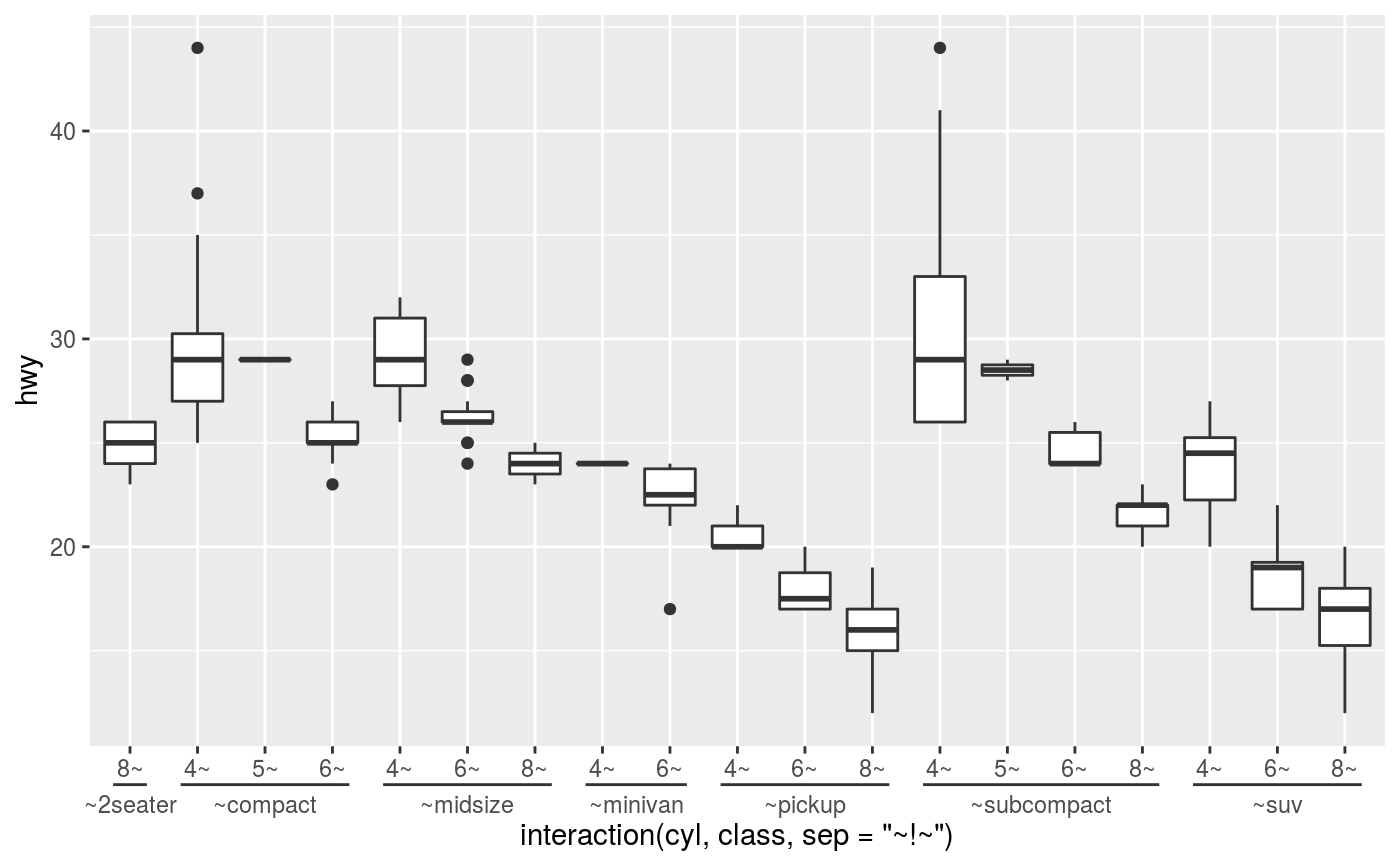 hwy
40
30
20
8~ 4~ 5~ 6~ 4~ 6~ 8~ 4~ 6~ 4~ 6~ 8~ 4~ 5~ 6~ 8~ 4~ 6~ 8~
~2seater ~compact ~midsize ~minivan ~pickup ~subcompact ~suv
interaction(cyl, class, sep = "~!~")